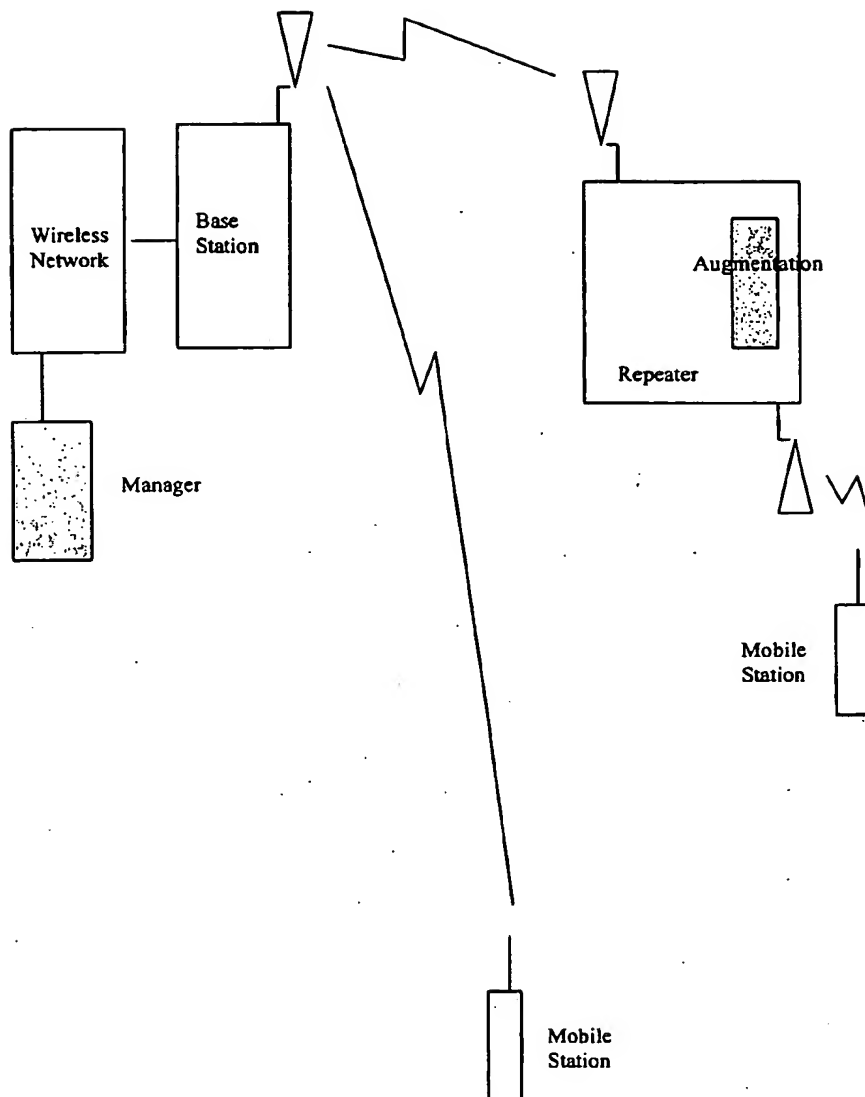 Wireless
Network
Base
Station
Augmentation
Repeater
Manager
Mobile
Station
Mobile
Station